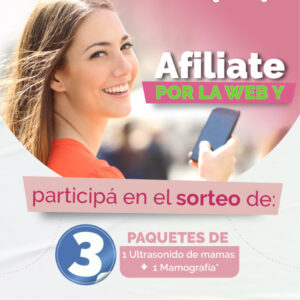 Afiliate
POR LA WEB Y
participá en el sorteo de:
3
PAQUETES DE
1 Ultrasonido de mamas
+ 1 Mamografía*